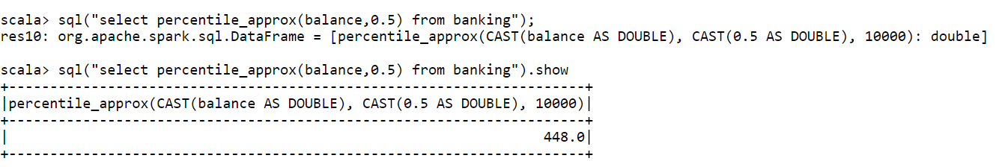 scala> sql("select percentile_approx(balance,0.5) from banking");
res10: org.apache.spark.sql.DataFrame = [percentile_approx(CAST(balance AS DOUBLE), CAST(0.5 AS DOUBLE), 10000): double]
scala> sql("select percentile_approx(balance,0.5) from banking").show
+----------------------------------------------------------------------+
|percentile_approx(CAST(balance AS DOUBLE), CAST(0.5 AS DOUBLE), 10000)|
+----------------------------------------------------------------------+
|                                                                 448.0|
+----------------------------------------------------------------------+